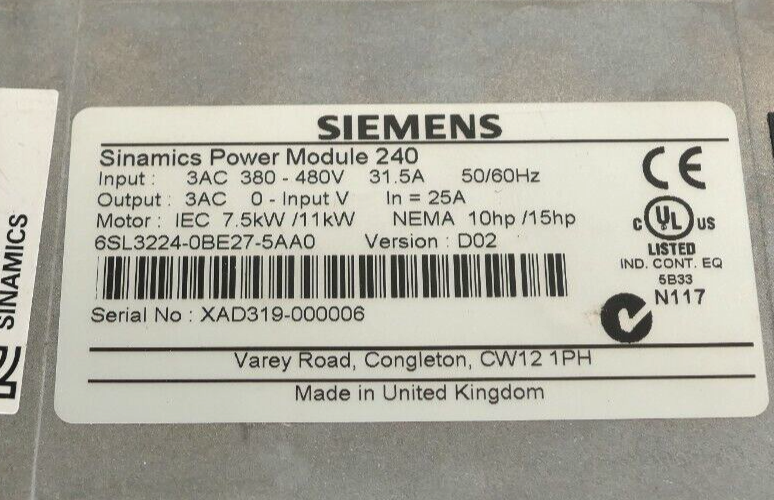 SIEMENS
Sinamics Power Module 240
Input : 3AC 380 - 480V 31.5A 50/60Hz
Output : 3AC 0 - Input V In = 25A
Motor : IEC 7.5kW /11kW NEMA 10hp /15hp
6SL3224-0BE27-5AA0 Version : D02
Serial No : XAD319-000006
CE
C UL US
LISTED
IND. CONT. EQ
5B33
N117
Varey Road, Congleton, CW12 1PH
Made in United Kingdom
SINAMICS